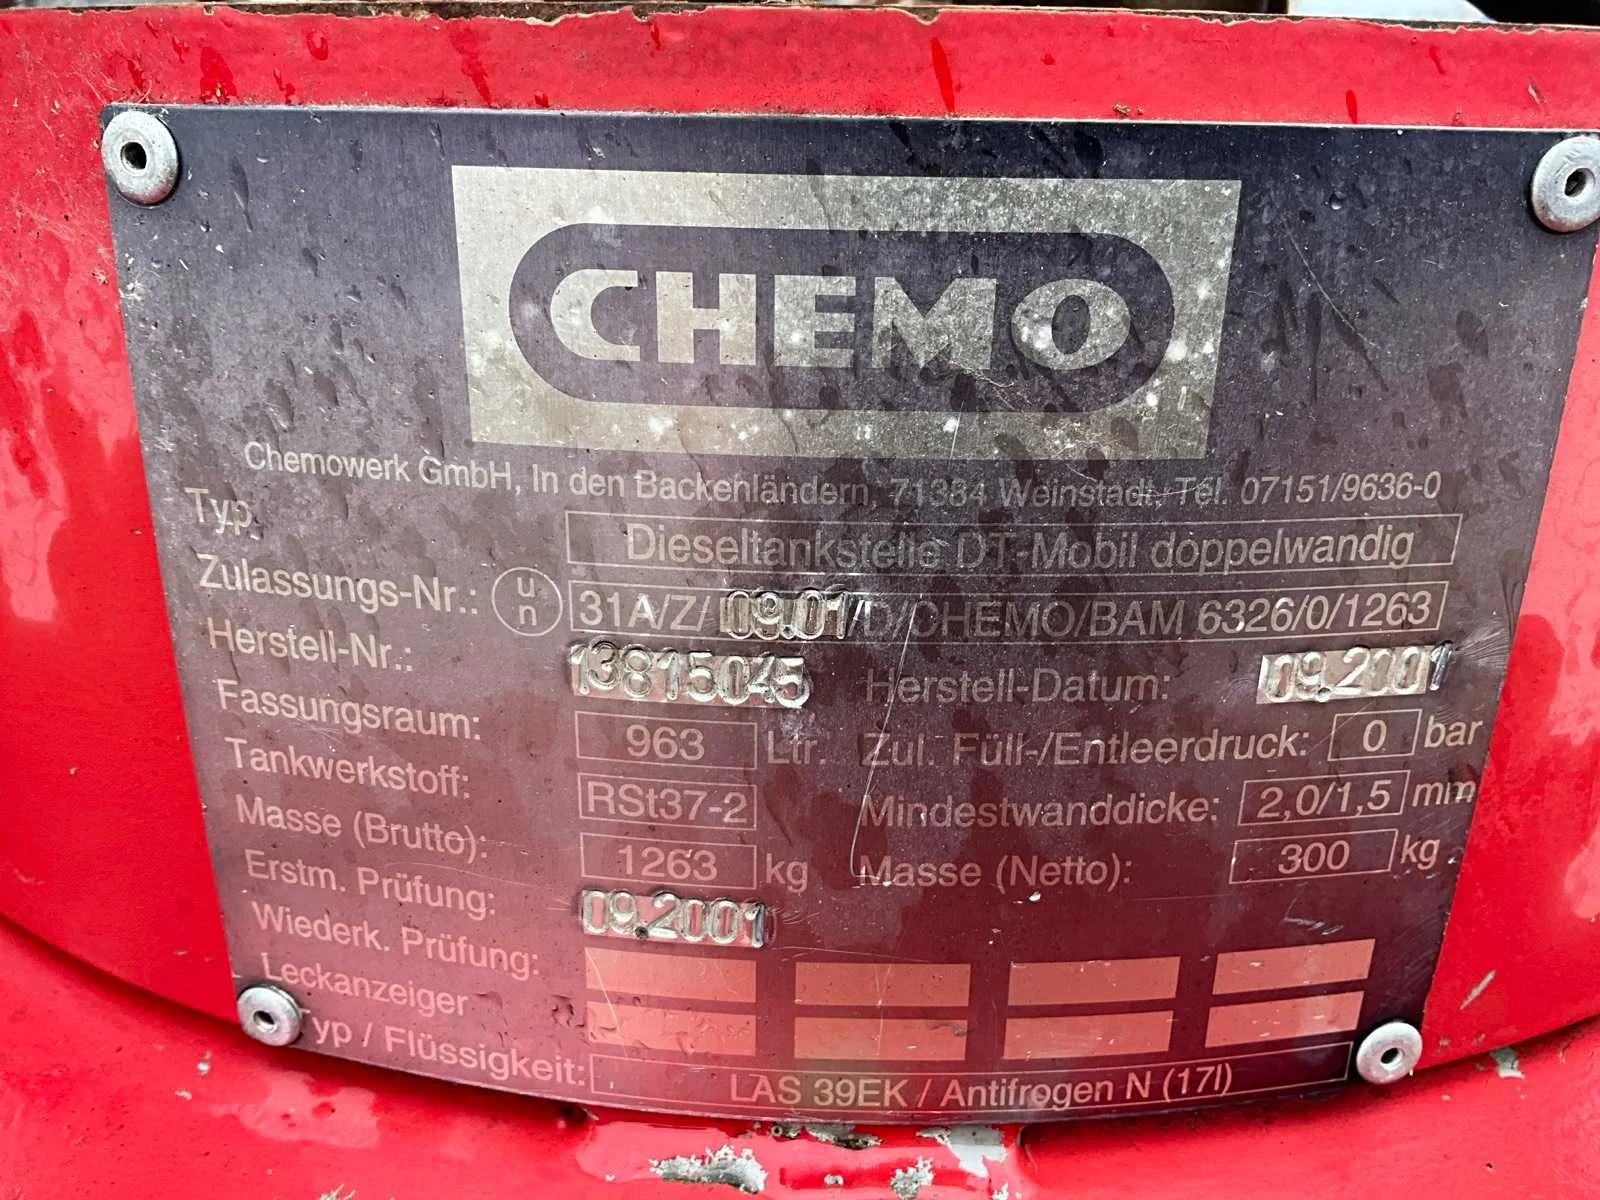 CHEMO
Chemowerk GmbH, In den Backenländern, 71384 Weinstadt, Tel. 07151/9636-0
Typ Dieseltankstelle DT-Mobil doppelwandig
Zulassungs-Nr.: un 31A/Z/ 09.01/D/CHEMO/BAM 6326/0/1263
Herstell-Nr.: 13815045 Herstell-Datum: 09.2001
Fassungsraum: 963 Ltr. Zul. Füll-/Entleerdruck: 0 bar
Tankwerkstoff: RSt37-2 Mindestwanddicke: 2,0/1,5 mm
Masse (Brutto): 1263 kg Masse (Netto): 300 kg
Erstm. Prüfung: 09.2001
Wiederk. Prüfung:
Leckanzeiger
Typ / Flüssigkeit: LAS 39EK / Antifrogen N (17l)